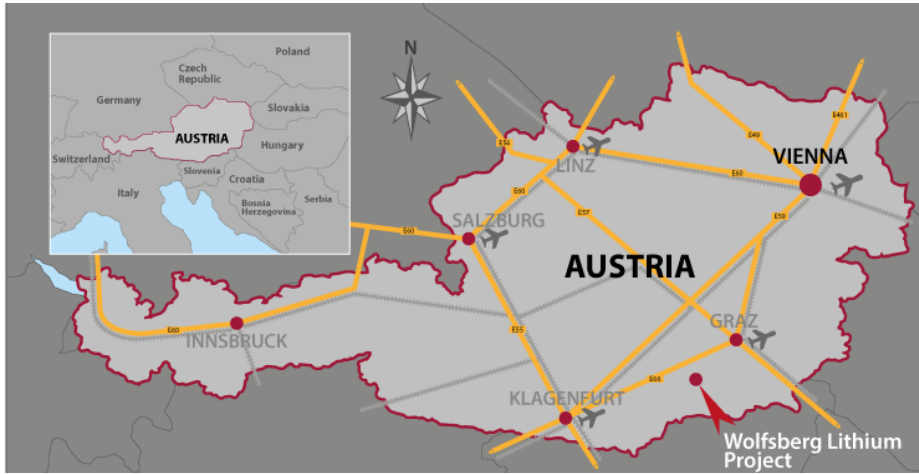 Poland
Czech
Republic
Germany
Slovakia
AUSTRIA
Hungary
Switzerland
Slovenia
Croatia
Italy
Bosnia
Herzegovina
Serbia
N
E56
E49
E461
LINZ
VIENNA
E60
E60
E57
E59
SALZBURG
E60
AUSTRIA
E60
INNSBRUCK
E55
GRAZ
E66
KLAGENFURT
Wolfsberg Lithium
Project